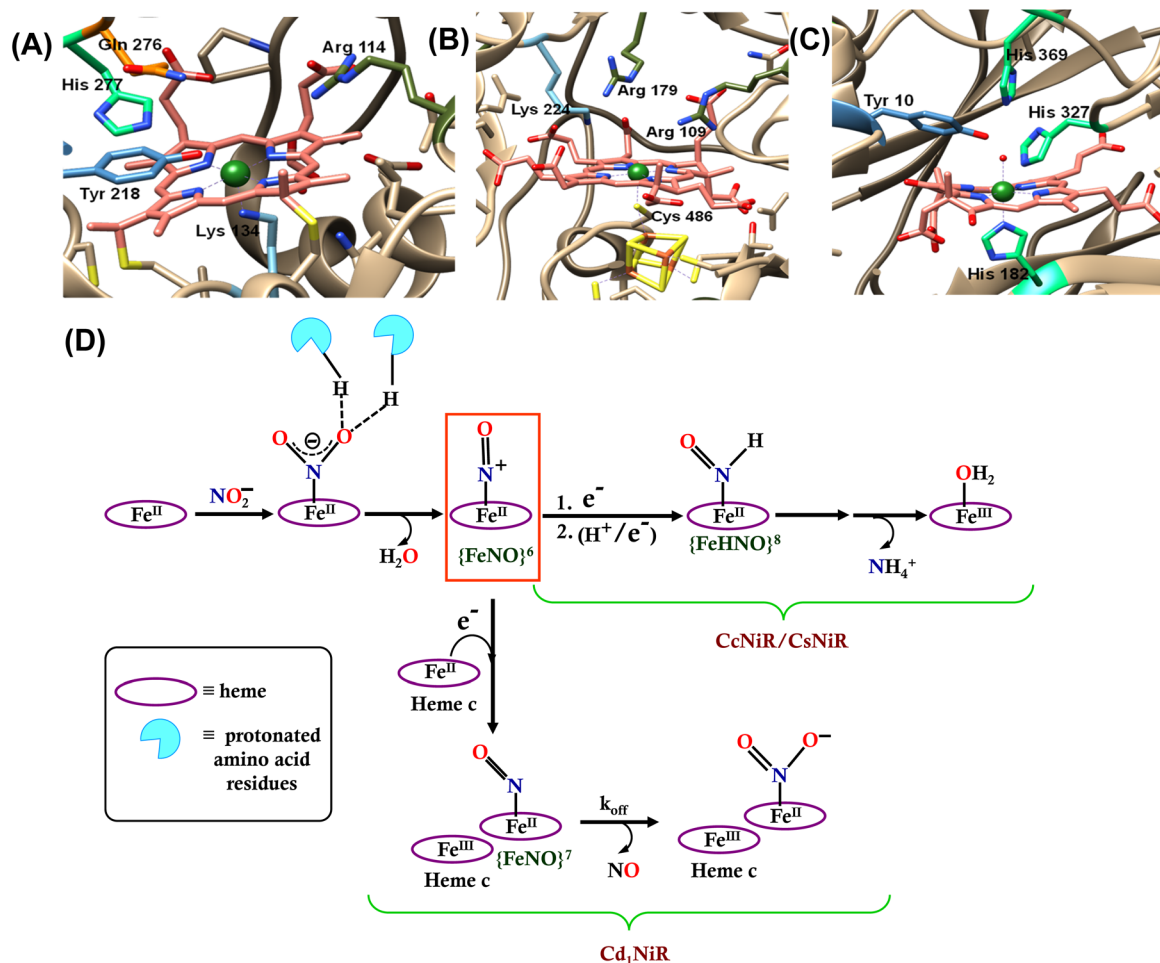 (A)
Gln 276
His 277
Arg 114
Tyr 218
Lys 134
(B)
Lys 224
Arg 179
Arg 109
Cys 486
(C)
His 369
Tyr 10
His 327
His 182
(D)
H
H
O ⊖ O
N
Fe^II
O
N+
Fe^II
{FeNO}⁶
O H
N
Fe^II
{FeHNO}⁸
OH₂
Fe^III
Fe^II
NO₂⁻
H₂O
1. e⁻
2. (H⁺/e⁻)
NH₄⁺
CcNiR/CsNiR
e⁻
Fe^II
Heme c
≡ heme
≡ protonated
amino acid
residues
O
N
Fe^II
Fe^III
{FeNO}⁷
Heme c
k_off
NO
O O⁻
N
Fe^II
Fe^III
Heme c
Cd₁NiR